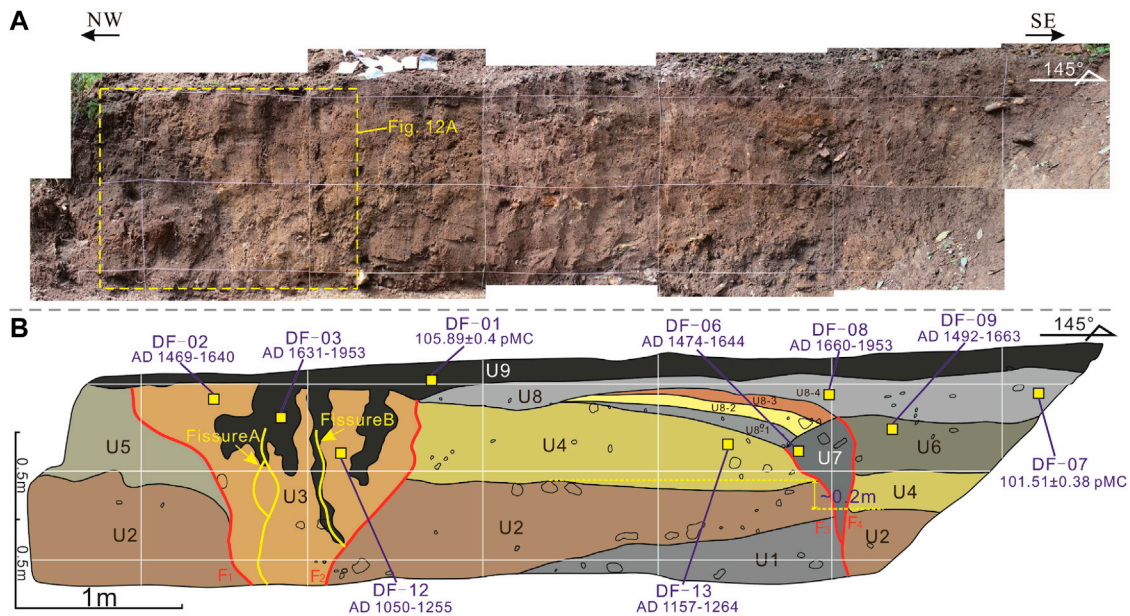 A
NW
SE
145°
Fig. 12A
B
DF-02
AD 1469-1640
DF-03
AD 1631-1953
DF-01
105.89±0.4 pMC
DF-06
AD 1474-1644
DF-08
AD 1660-1953
DF-09
AD 1492-1663
145°
U9
U8
U8-4
U8-3
U8-2
U8-1
FissureA
FissureB
U5
U4
U7
U6
DF-07
101.51±0.38 pMC
U3
U4
~0.2m
0.5m
0.5m
U2
U2
U2
U1
F1
F2
F3
F4
1m
DF-12
AD 1050-1255
DF-13
AD 1157-1264